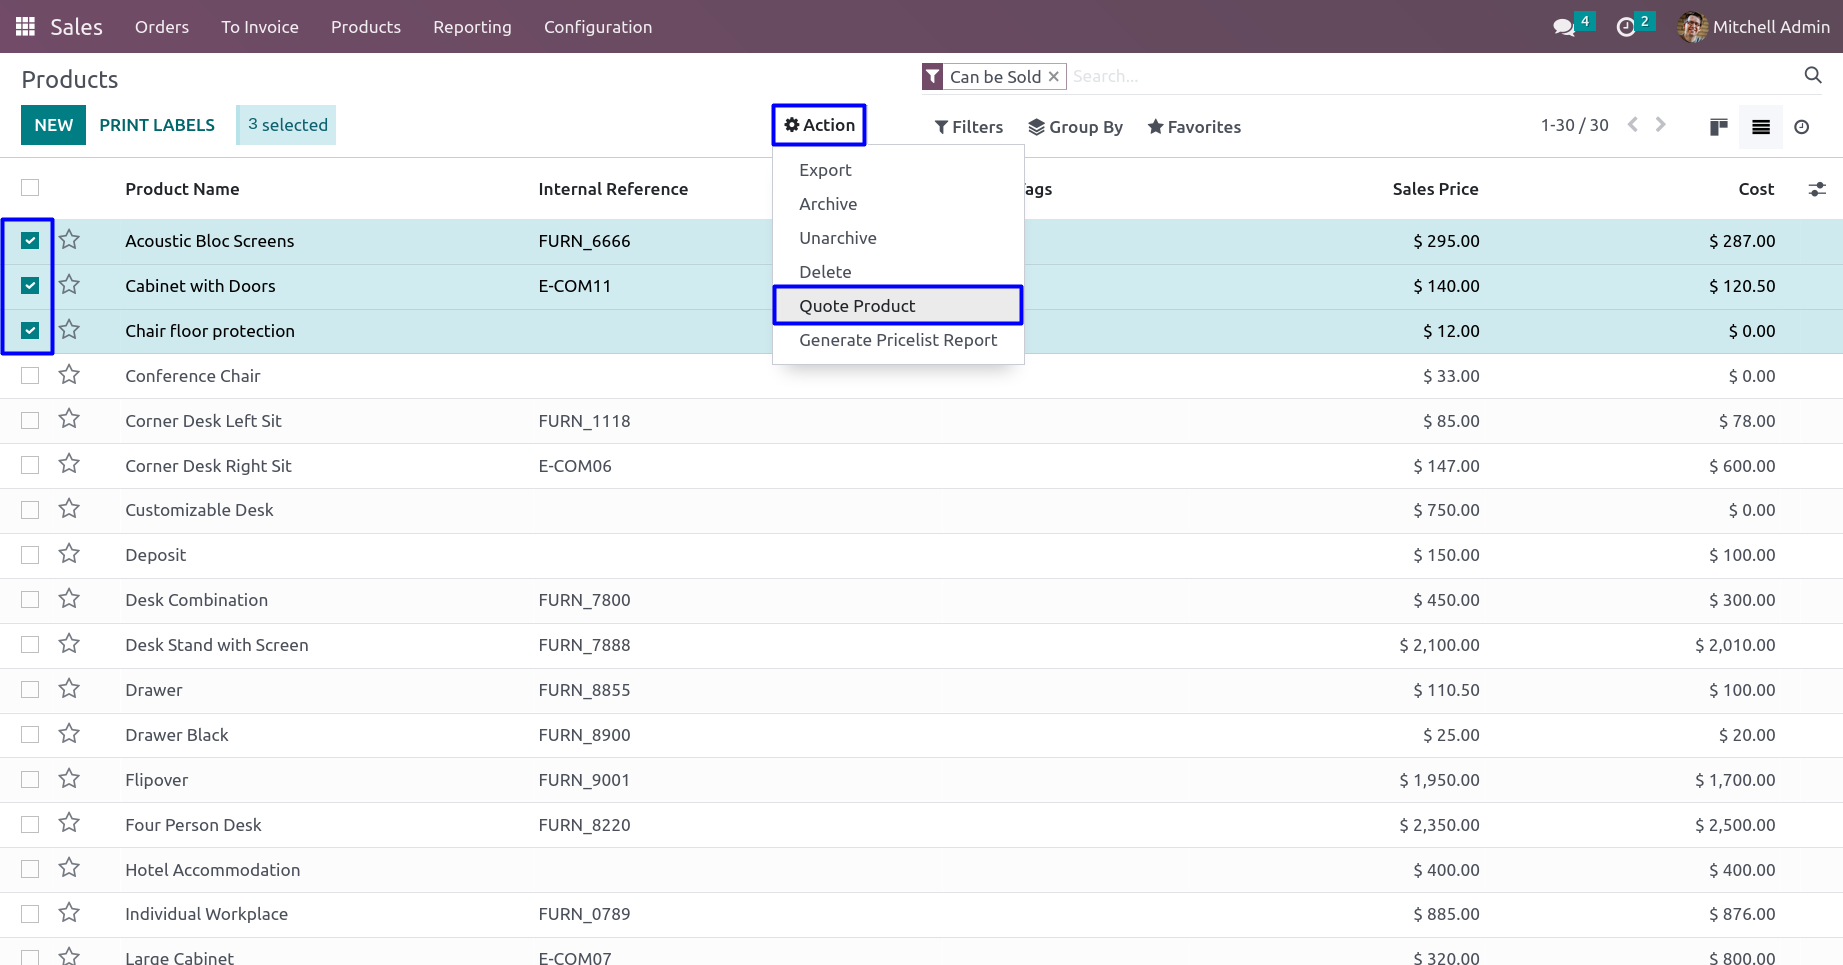 Sales Orders To Invoice Products Reporting Configuration 4 2 Mitchell Admin
Products
Can be Sold × Search...
NEW PRINT LABELS 3 selected
Action Filters Group By Favorites 1-30 / 30
Export
Archive
Unarchive
Delete
Quote Product
Generate Pricelist Report
Product Name Internal Reference Sales Price Cost
Acoustic Bloc Screens FURN_6666 $ 295.00 $ 287.00
Cabinet with Doors E-COM11 $ 140.00 $ 120.50
Chair floor protection $ 12.00 $ 0.00
Conference Chair $ 33.00 $ 0.00
Corner Desk Left Sit FURN_1118 $ 85.00 $ 78.00
Corner Desk Right Sit E-COM06 $ 147.00 $ 600.00
Customizable Desk $ 750.00 $ 0.00
Deposit $ 150.00 $ 100.00
Desk Combination FURN_7800 $ 450.00 $ 300.00
Desk Stand with Screen FURN_7888 $ 2,100.00 $ 2,010.00
Drawer FURN_8855 $ 110.50 $ 100.00
Drawer Black FURN_8900 $ 25.00 $ 20.00
Flipover FURN_9001 $ 1,950.00 $ 1,700.00
Four Person Desk FURN_8220 $ 2,350.00 $ 2,500.00
Hotel Accommodation $ 400.00 $ 400.00
Individual Workplace FURN_0789 $ 885.00 $ 876.00
Large Cabinet E-COM07 $ 320.00 $ 800.00